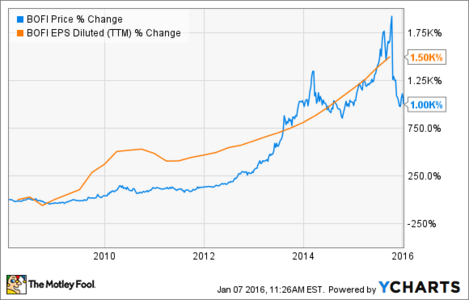 BOFI Price % Change
BOFI EPS Diluted (TTM) % Change
1.75K%
1.50K%
1.25K%
1.00K%
750.0%
250.0%
-250%
2010
2012
2014
2016
The Motley Fool.
Jan 07 2016, 11:26AM EST. Powered by YCHARTS